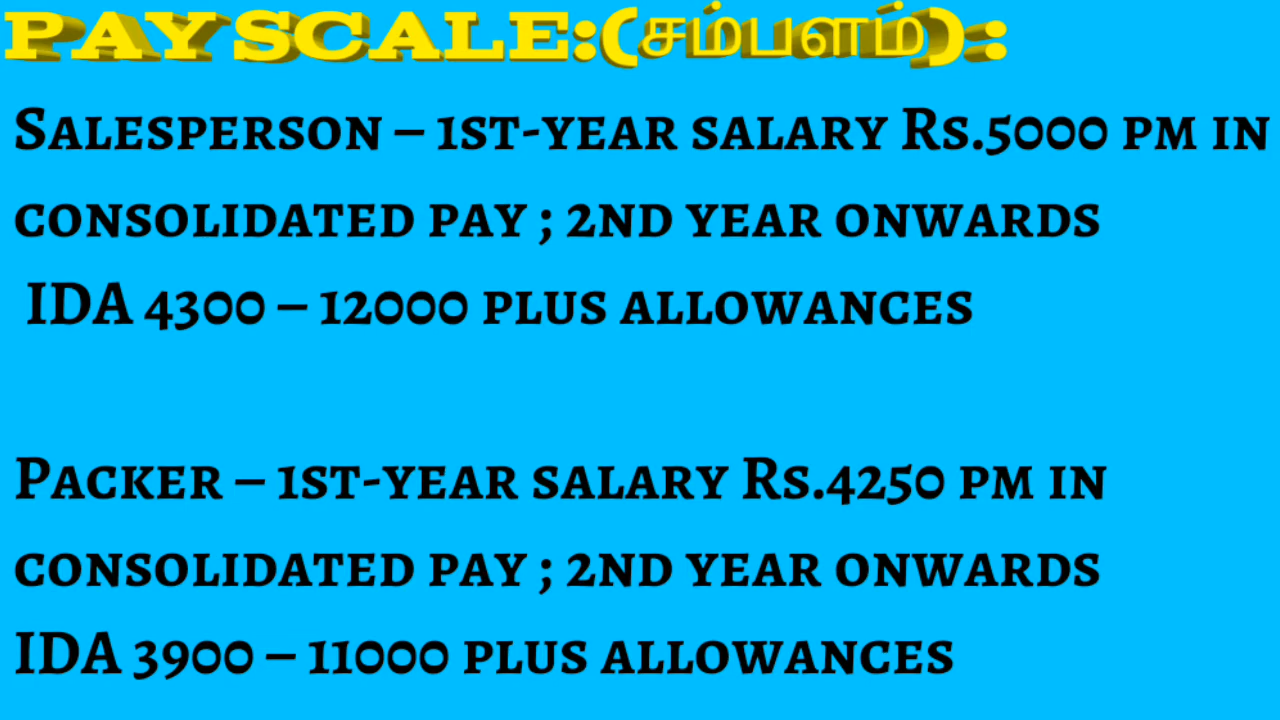 PAY SCALE:(சம்பளம்):
Salesperson – 1st-year salary Rs.5000 pm in
consolidated pay ; 2nd year onwards
IDA 4300 – 12000 plus allowances
Packer – 1st-year salary Rs.4250 pm in
consolidated pay ; 2nd year onwards
IDA 3900 – 11000 plus allowances